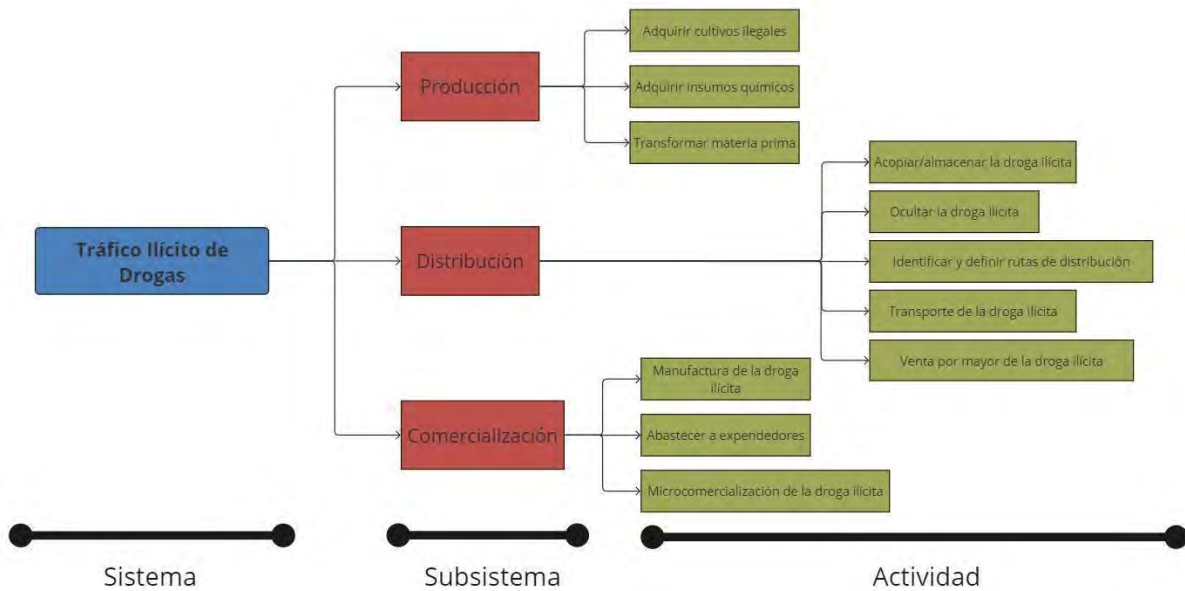 Tráfico Ilícito de
Drogas
Producción
Adquirir cultivos ilegales
Adquirir insumos químicos
Transformar materia prima
Distribución
Acopiar/almacenar la droga ilícita
Ocultar la droga ilícita
Identificar y definir rutas de distribución
Transporte de la droga ilícita
Venta por mayor de la droga ilícita
Comercialización
Manufactura de la droga
ilícita
Abastecer a expendedores
Microcomercialización de la droga ilícita
Sistema
Subsistema
Actividad